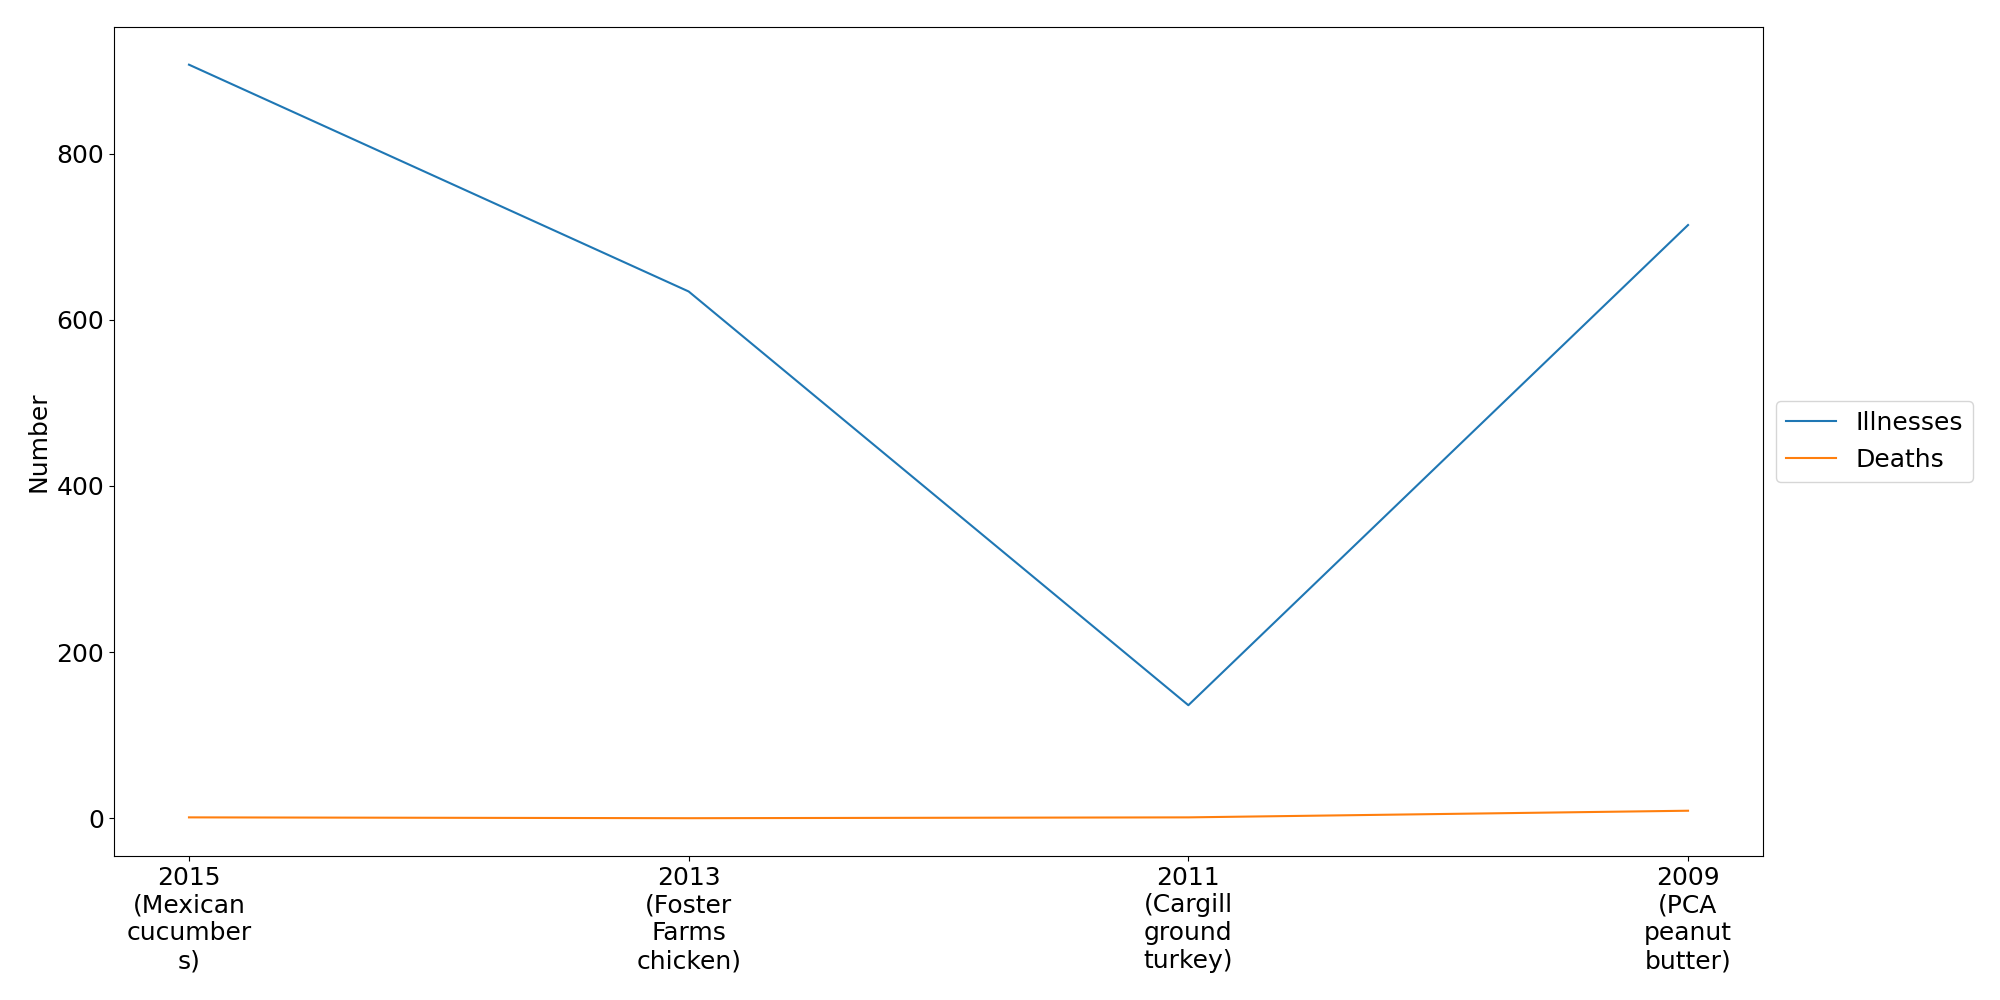 Number
800
600
400
200
0
2015
(Mexican
cucumber
s)
2013
(Foster
Farms
chicken)
2011
(Cargill
ground
turkey)
2009
(PCA
peanut
butter)
Illnesses
Deaths